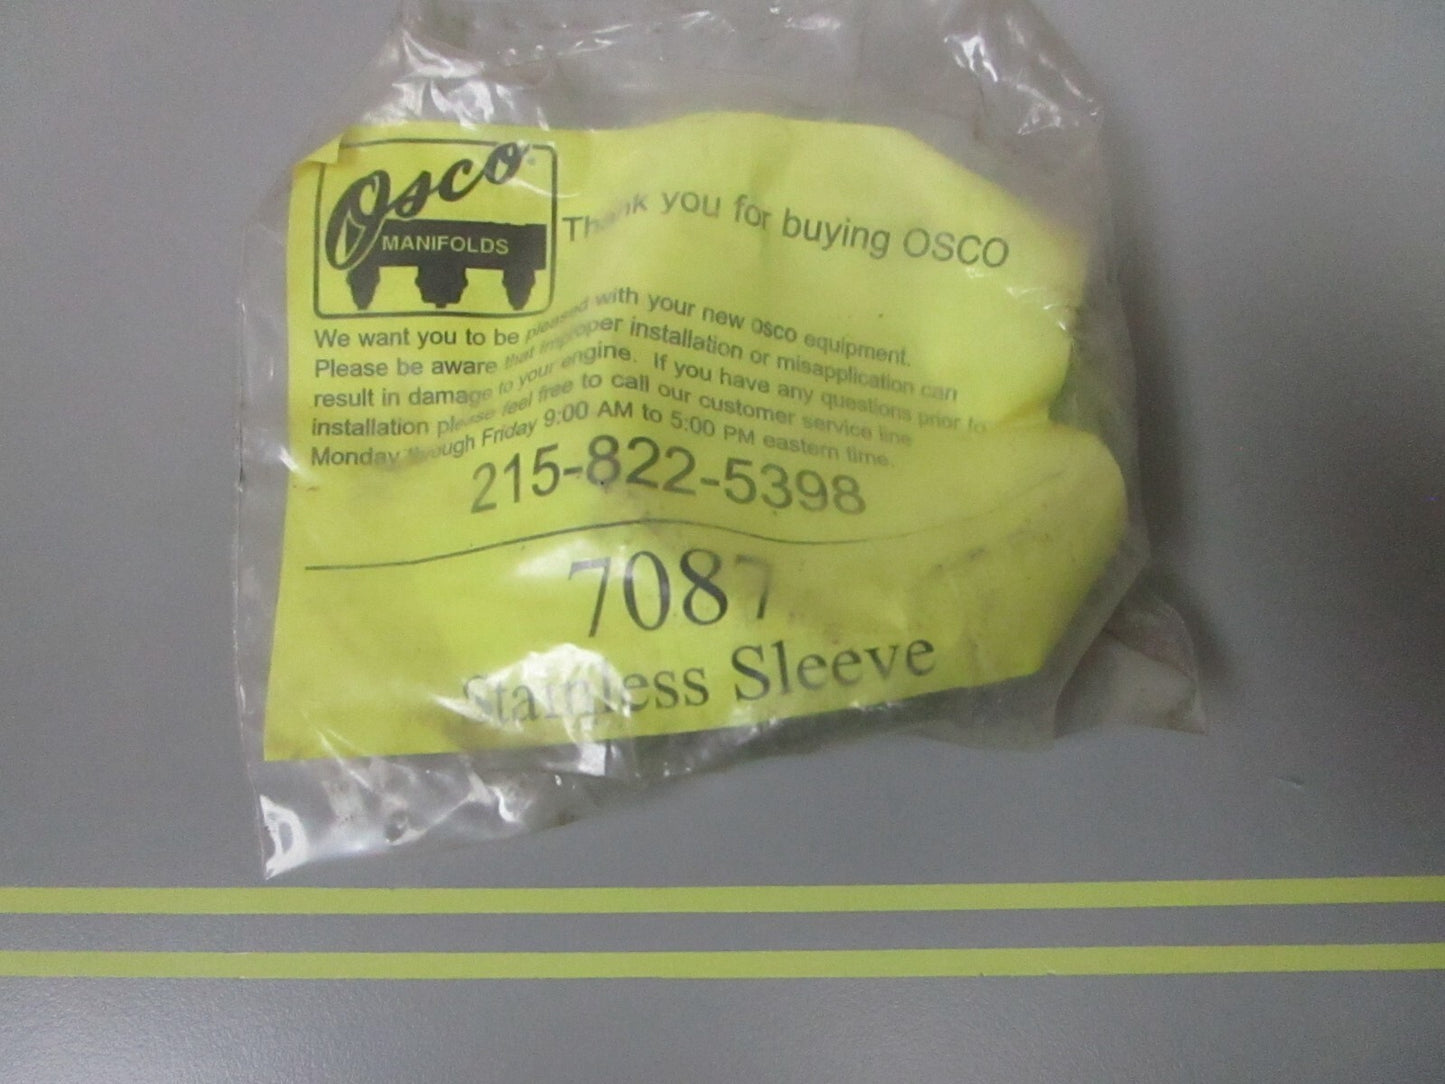 Osco
MANIFOLDS
Thank you for buying OSCO
We want you to be pleased with your new OSCO equipment.
Please be aware that improper installation or misapplication can
result in damage to your engine. If you have any questions prior to
installation please feel free to call our customer service line
Monday through Friday 9:00 AM to 5:00 PM eastern time.
215-822-5398
7087
Stainless Sleeve